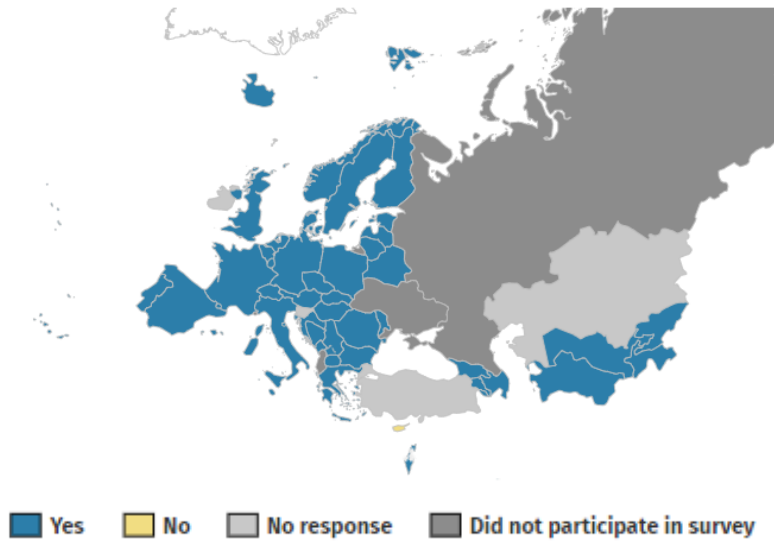 Yes No No response Did not participate in survey